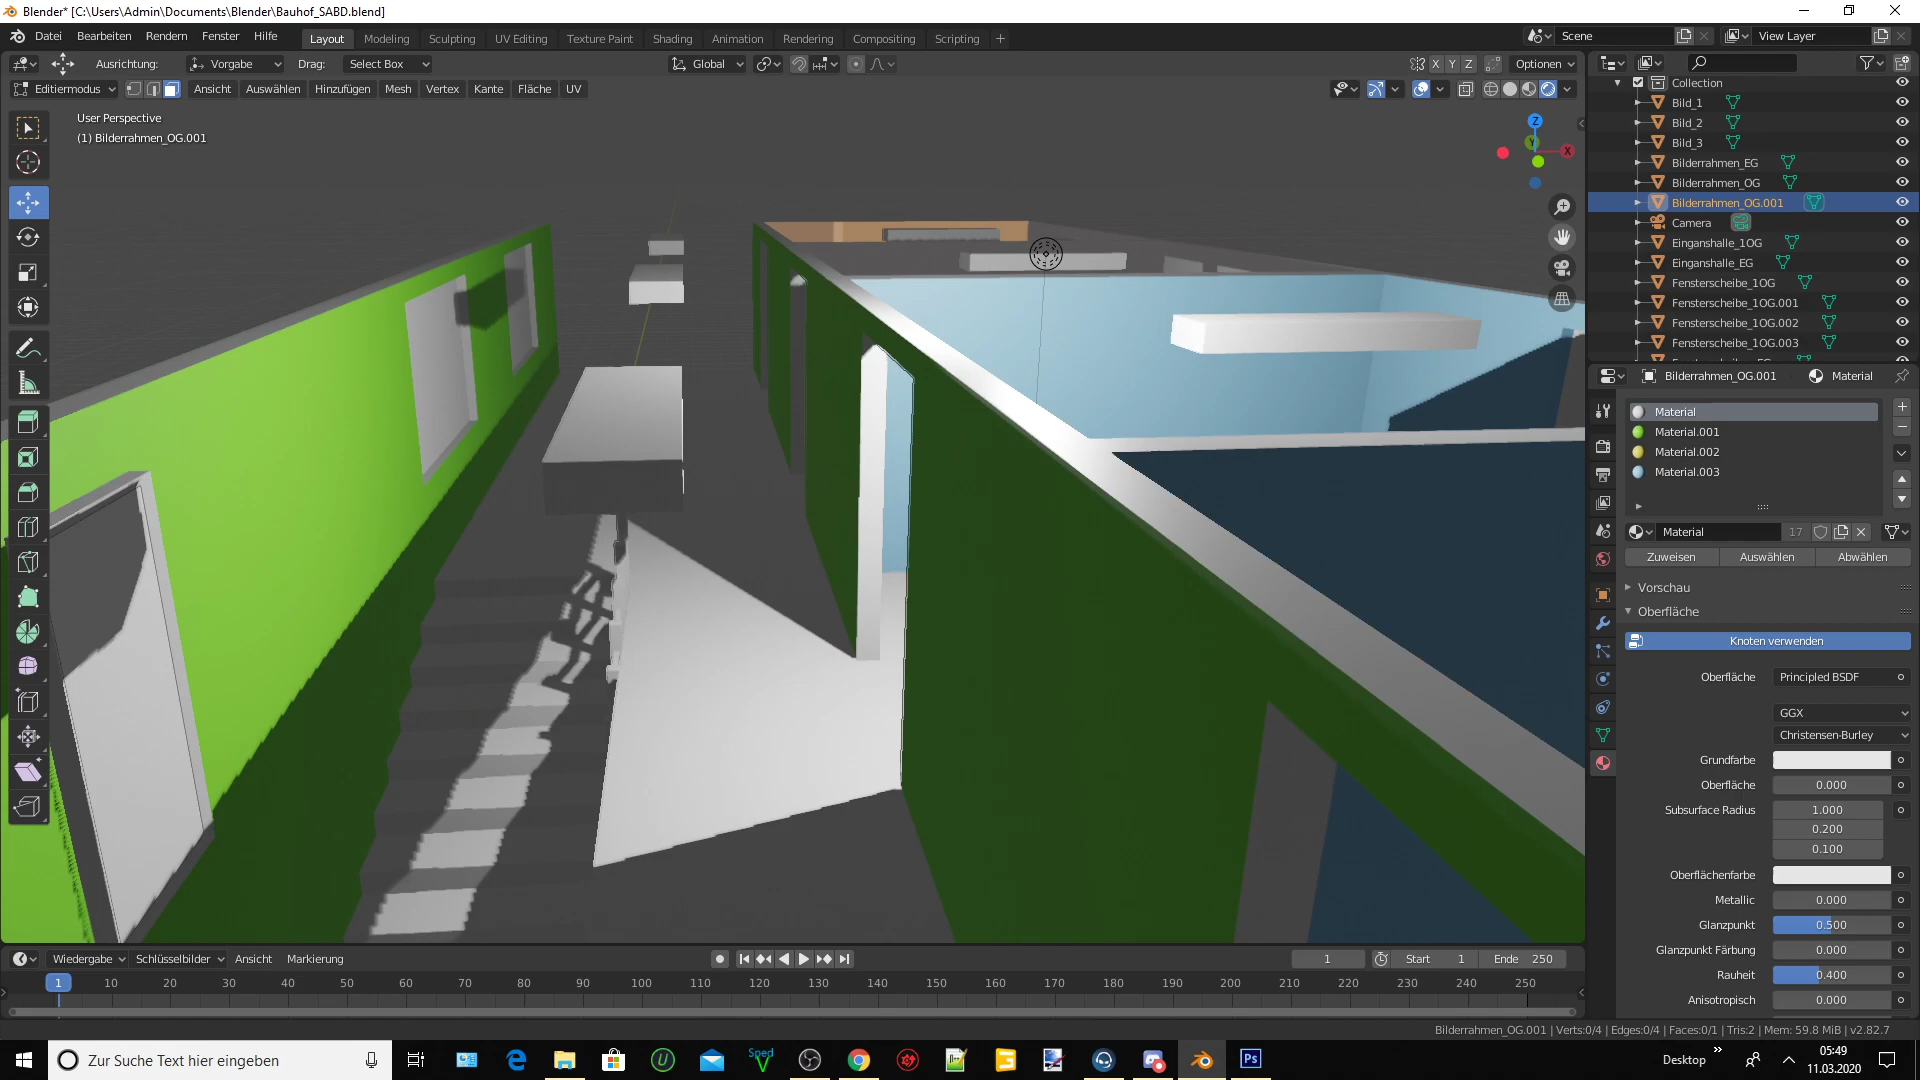 Blender* [C:\Users\Admin\Documents\Blender\Bauhof_SABD.blend]
Datei Bearbeiten Rendern Fenster Hilfe Layout Modeling Sculpting UV Editing Texture Paint Shading Animation Rendering Compositing Scripting + Scene View Layer
Ausrichtung: Vorgabe Drag: Select Box Global X Y Z Optionen
Editiermodus Ansicht Auswählen Hinzufügen Mesh Vertex Kante Fläche UV
User Perspective
(1) Bilderrahmen_OG.001
Z
Y
X
Collection
Bild_1
Bild_2
Bild_3
Bilderrahmen_EG
Bilderrahmen_OG
Bilderrahmen_OG.001
Camera
Einganshalle_1OG
Einganshalle_EG
Fensterscheibe_1OG
Fensterscheibe_1OG.001
Fensterscheibe_1OG.002
Fensterscheibe_1OG.003
Bilderrahmen_OG.001 Material
Material
Material.001
Material.002
Material.003
Material 17
Zuweisen Auswählen Abwählen
Vorschau
Oberfläche
Knoten verwenden
Oberfläche Principled BSDF
GGX
Christensen-Burley
Grundfarbe
Oberfläche 0.000
Subsurface Radius 1.000
0.200
0.100
Oberflächenfarbe
Metallic 0.000
Glanzpunkt 0.500
Glanzpunkt Färbung 0.000
Rauheit 0.400
Anisotropisch 0.000
Wiedergabe Schlüsselbilder Ansicht Markierung 1 Start 1 Ende 250
1 10 20 30 40 50 60 70 80 90 100 110 120 130 140 150 160 170 180 190 200 210 220 230 240 250
Bilderrahmen_OG.001 | Verts:0/4 | Edges:0/4 | Faces:0/1 | Tris:2 | Mem: 59.8 MiB | v2.82.7
Zur Suche Text hier eingeben Sped V Ps Desktop 05:49
11.03.2020